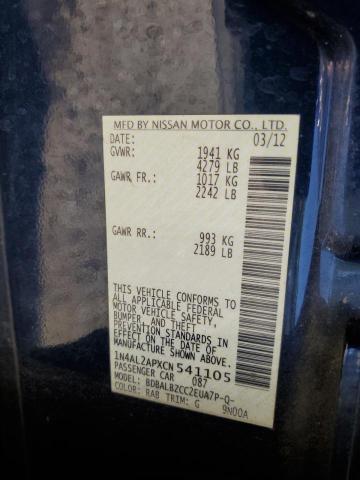 MFD BY NISSAN MOTOR CO., LTD.
DATE: 03/12
GVWR: 1941 KG
4279 LB
GAWR FR: 1017 KG
2242 LB
GAWR RR: 993 KG
2189 LB
THIS VEHICLE CONFORMS TO
ALL APPLICABLE FEDERAL
MOTOR VEHICLE SAFETY,
BUMPER, AND THEFT
PREVENTION STANDARDS IN
EFFECT ON THE DATE OF
MANUFACTURE SHOWN ABOVE.
1N4AL2APXCN 541105
PASSENGER CAR 087
MODEL: BDBALB2CC2EUA7P-Q-
COLOR: RAB TRIM: G 9N00A